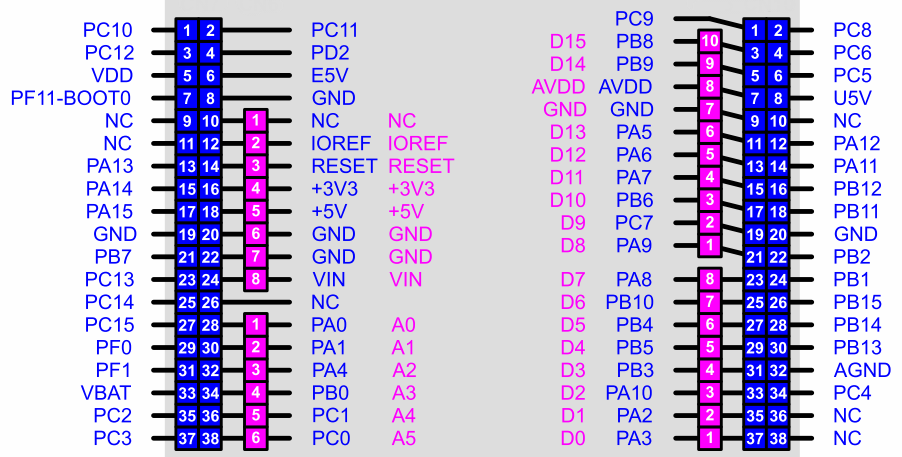 PC9
PC10 1 2 PC11 1 2 PC8
D15 PB8 10
PC12 3 4 PD2 3 4 PC6
D14 PB9 9
VDD 5 6 E5V 5 6 PC5
AVDD AVDD 8
PF11-BOOT0 7 8 GND 7 8 U5V
GND GND 7
NC 9 10 1 NC NC 9 10 NC
D13 PA5 6
NC 11 12 2 IOREF IOREF 11 12 PA12
D12 PA6 5
PA13 13 14 3 RESET RESET 13 14 PA11
D11 PA7 4
PA14 15 16 4 +3V3 +3V3 15 16 PB12
D10 PB6 3
PA15 17 18 5 +5V +5V 17 18 PB11
D9 PC7 2
GND 19 20 6 GND GND 19 20 GND
D8 PA9 1
PB7 21 22 7 GND GND 21 22 PB2
PC13 23 24 8 VIN VIN D7 PA8 8 23 24 PB1
PC14 25 26 NC D6 PB10 7 25 26 PB15
PC15 27 28 1 PA0 A0 D5 PB4 6 27 28 PB14
PF0 29 30 2 PA1 A1 D4 PB5 5 29 30 PB13
PF1 31 32 3 PA4 A2 D3 PB3 4 31 32 AGND
VBAT 33 34 4 PB0 A3 D2 PA10 3 33 34 PC4
PC2 35 36 5 PC1 A4 D1 PA2 2 35 36 NC
PC3 37 38 6 PC0 A5 D0 PA3 1 37 38 NC